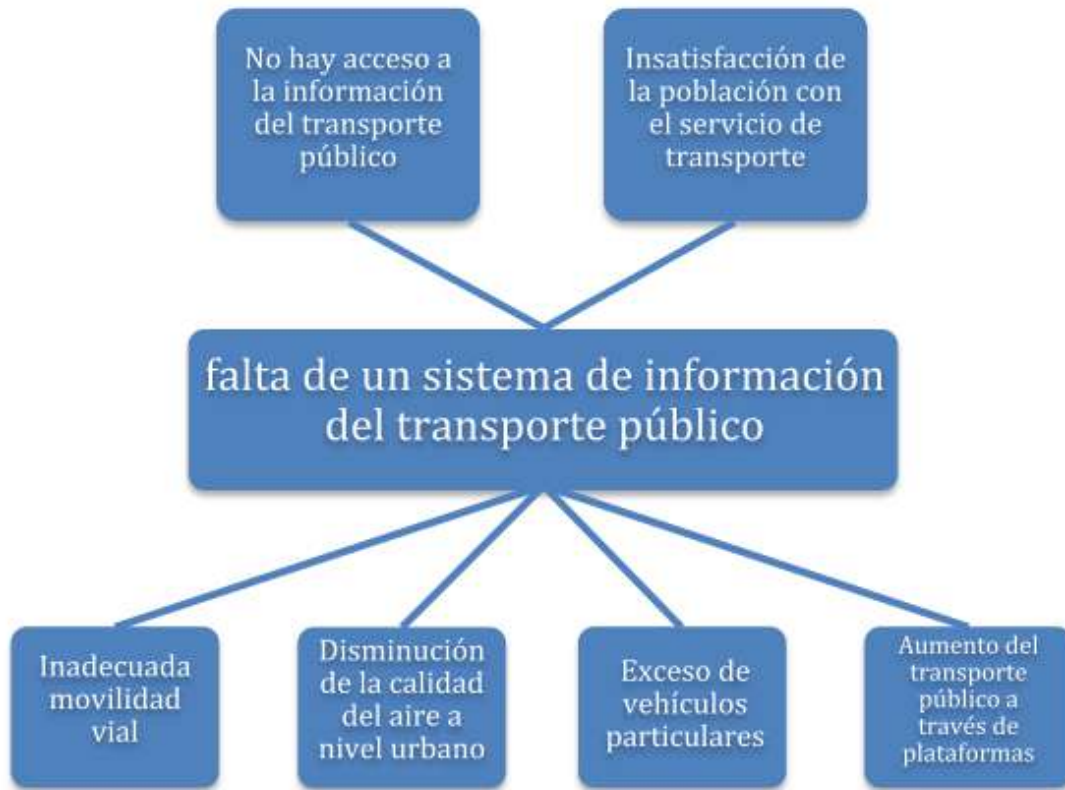 No hay acceso a
la información
del transporte
público
Insatisfacción de
la población con
el servicio de
transporte
falta de un sistema de información
del transporte público
Inadecuada
movilidad
vial
Disminución
de la calidad
del aire a
nivel urbano
Exceso de
vehículos
particulares
Aumento del
transporte
público a
través de
plataformas